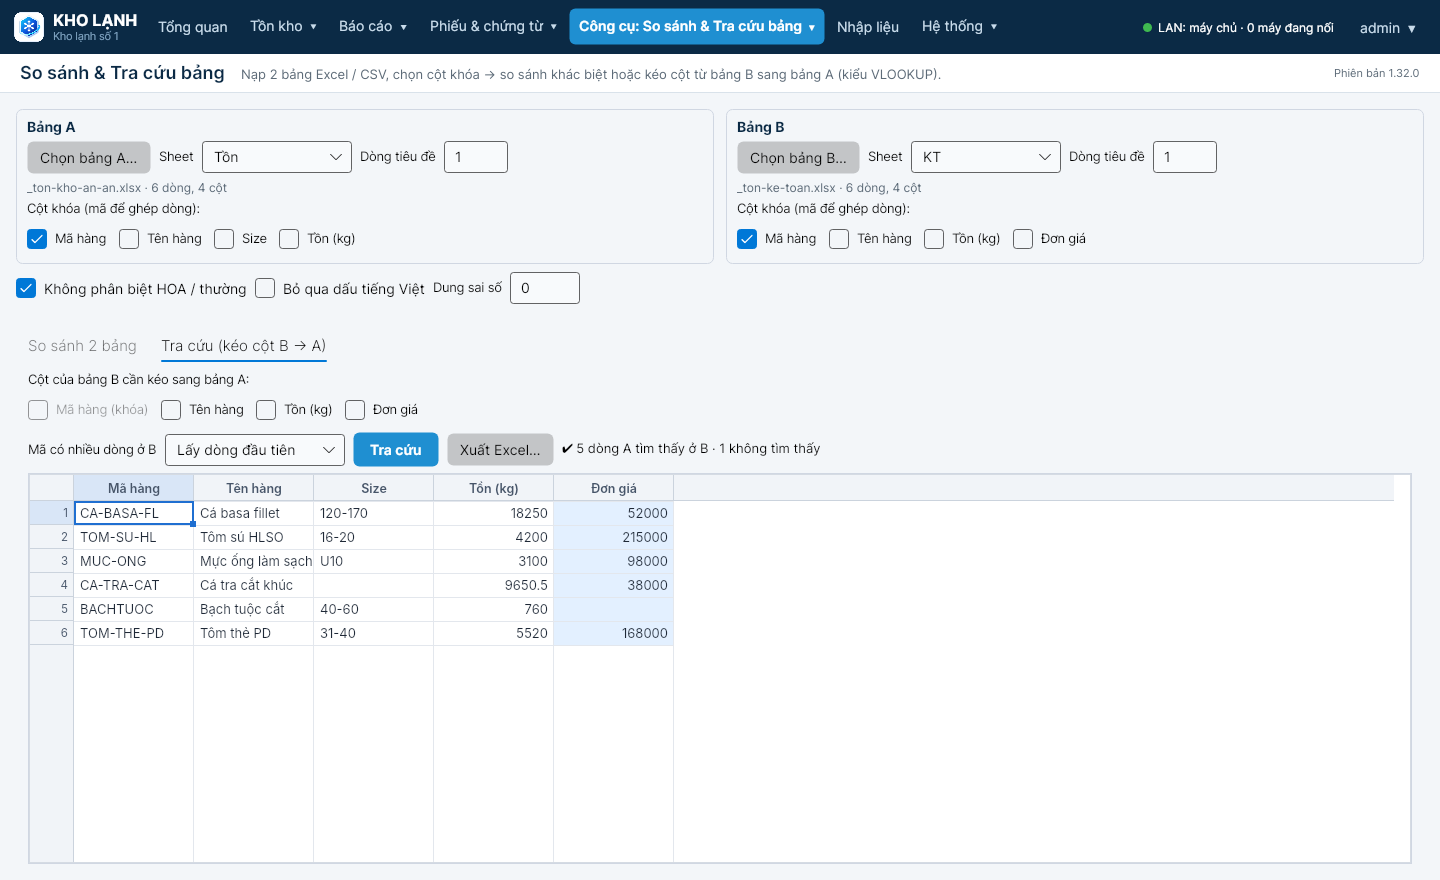 KHO LẠNH
Kho lạnh số 1
Tổng quan
Tồn kho ▾
Báo cáo ▾
Phiếu & chứng từ ▾
Công cụ: So sánh & Tra cứu bảng ▾
Nhập liệu
Hệ thống ▾
LAN: máy chủ · 0 máy đang nối
admin ▾
So sánh & Tra cứu bảng
Nạp 2 bảng Excel / CSV, chọn cột khóa → so sánh khác biệt hoặc kéo cột từ bảng B sang bảng A (kiểu VLOOKUP).
Phiên bản 1.32.0
Bảng A
Chọn bảng A... Sheet Tồn Dòng tiêu đề 1
_ton-kho-an-an.xlsx · 6 dòng, 4 cột
Cột khóa (mã để ghép dòng):
Mã hàng Tên hàng Size Tồn (kg)
Bảng B
Chọn bảng B... Sheet KT Dòng tiêu đề 1
_ton-ke-toan.xlsx · 6 dòng, 4 cột
Cột khóa (mã để ghép dòng):
Mã hàng Tên hàng Tồn (kg) Đơn giá
Không phân biệt HOA / thường Bỏ qua dấu tiếng Việt Dung sai số 0
So sánh 2 bảng Tra cứu (kéo cột B → A)
Cột của bảng B cần kéo sang bảng A:
Mã hàng (khóa) Tên hàng Tồn (kg) Đơn giá
Mã có nhiều dòng ở B Lấy dòng đầu tiên Tra cứu Xuất Excel... ✔ 5 dòng A tìm thấy ở B · 1 không tìm thấy
Mã hàng Tên hàng Size Tồn (kg) Đơn giá
1 CA-BASA-FL Cá basa fillet 120-170 18250 52000
2 TOM-SU-HL Tôm sú HLSO 16-20 4200 215000
3 MUC-ONG Mực ống làm sạch U10 3100 98000
4 CA-TRA-CAT Cá tra cắt khúc 9650.5 38000
5 BACHTUOC Bạch tuộc cắt 40-60 760
6 TOM-THE-PD Tôm thẻ PD 31-40 5520 168000